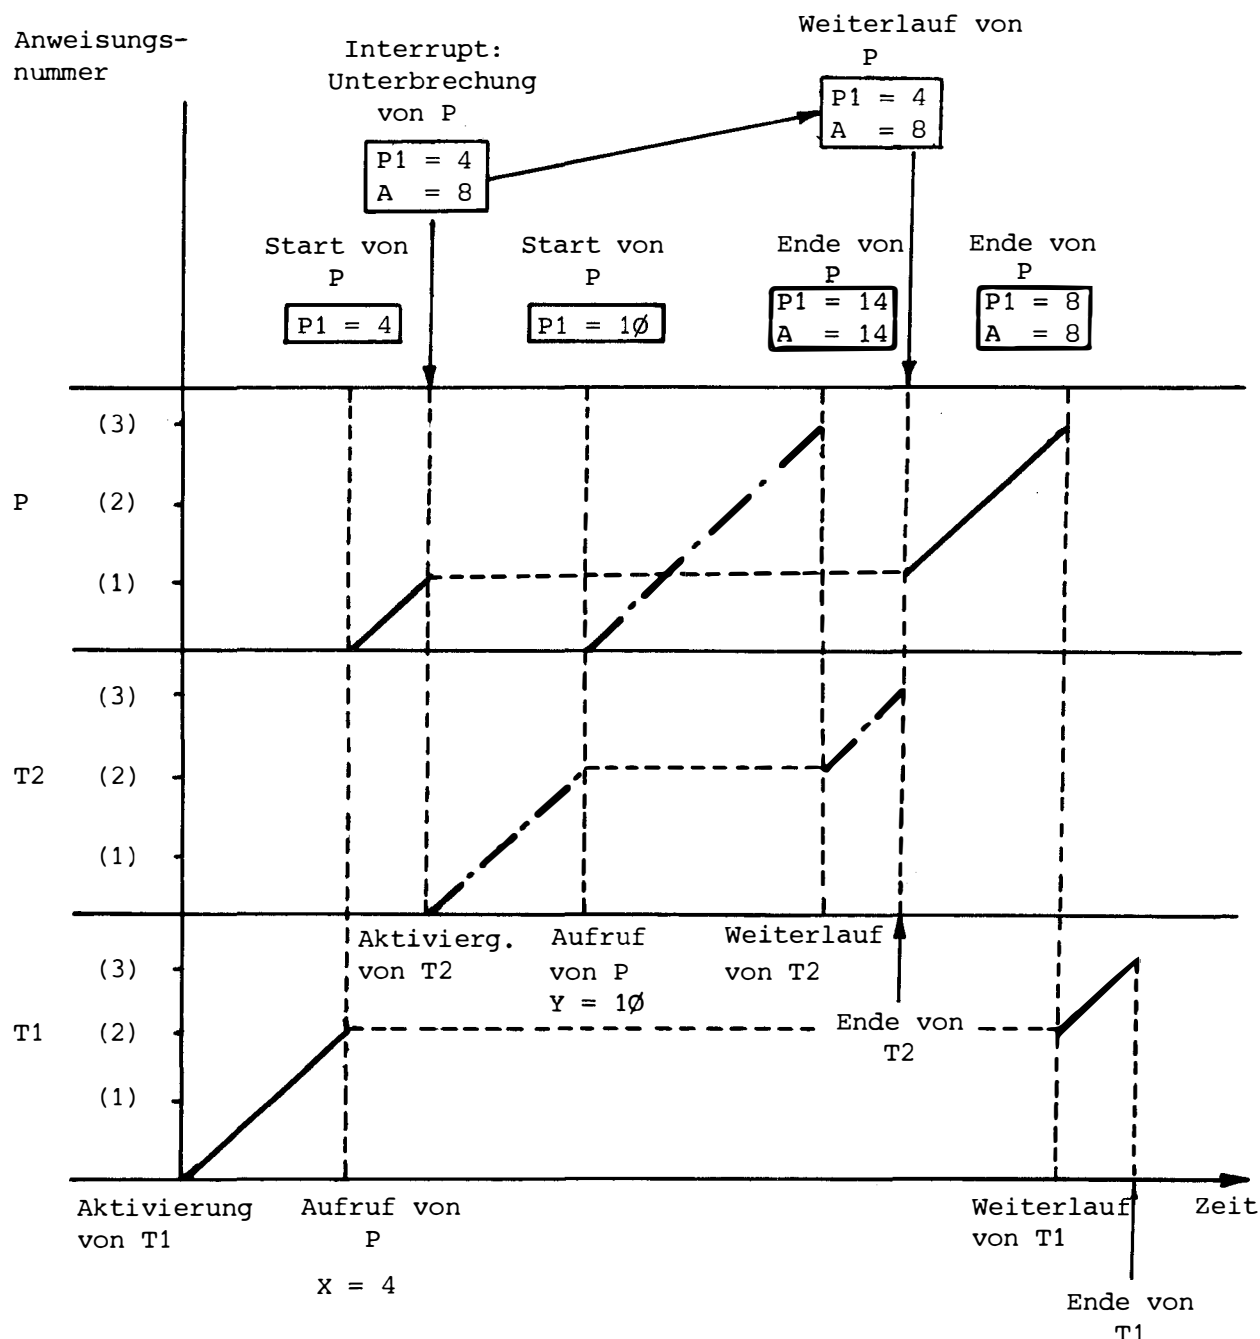 Anweisungs-
nummer
Interrupt:
Unterbrechung
von P
Weiterlauf von
P
P1 = 4
A = 8
P1 = 4
A = 8
Start von
P
P1 = 4
Start von
P
P1 = 1Ø
Ende von
P
P1 = 14
A = 14
Ende von
P
P1 = 8
A = 8
P
(3)
(2)
(1)
T2
(3)
(2)
(1)
Aktivierg.
von T2
Aufruf
von P
Y = 1Ø
Weiterlauf
von T2
Ende von
T2
T1
(3)
(2)
(1)
Aktivierung
von T1
Aufruf von
P
X = 4
Weiterlauf
von T1
Zeit
Ende von
T1